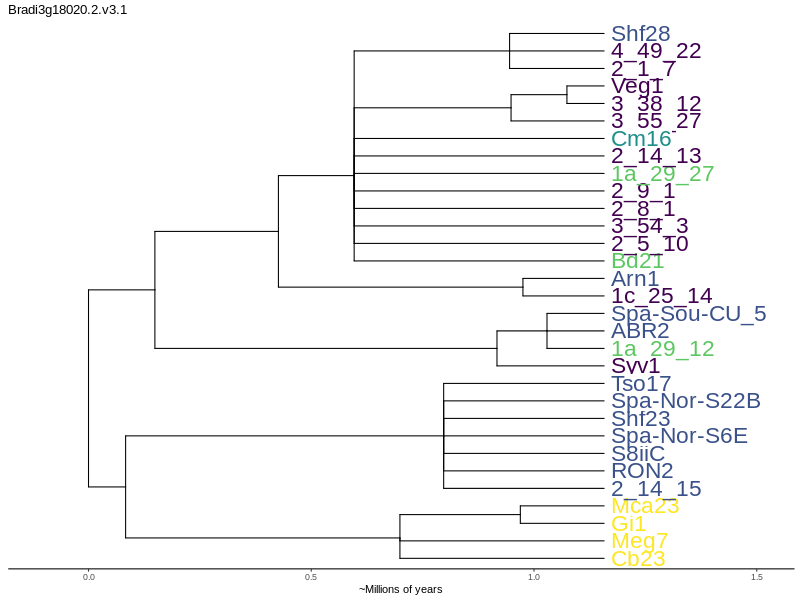 Bradi3g18020.2.v3.1
Shf28
4_49_22
2_1_7
Veg1
3_38_12
3_55_27
Cm16
2_14_13
1a_29_27
2_9_1
2_8_1
3_54_3
2_5_10
Bd21
Arn1
1c_25_14
Spa-Sou-CU_5
ABR2
1a_29_12
Svv1
Tso17
Spa-Nor-S22B
Shf23
Spa-Nor-S6E
S8iiC
RON2
2_14_15
Mca23
Gi1
Meg7
Cb23
0.0 0.5 1.0 1.5
~Millions of years